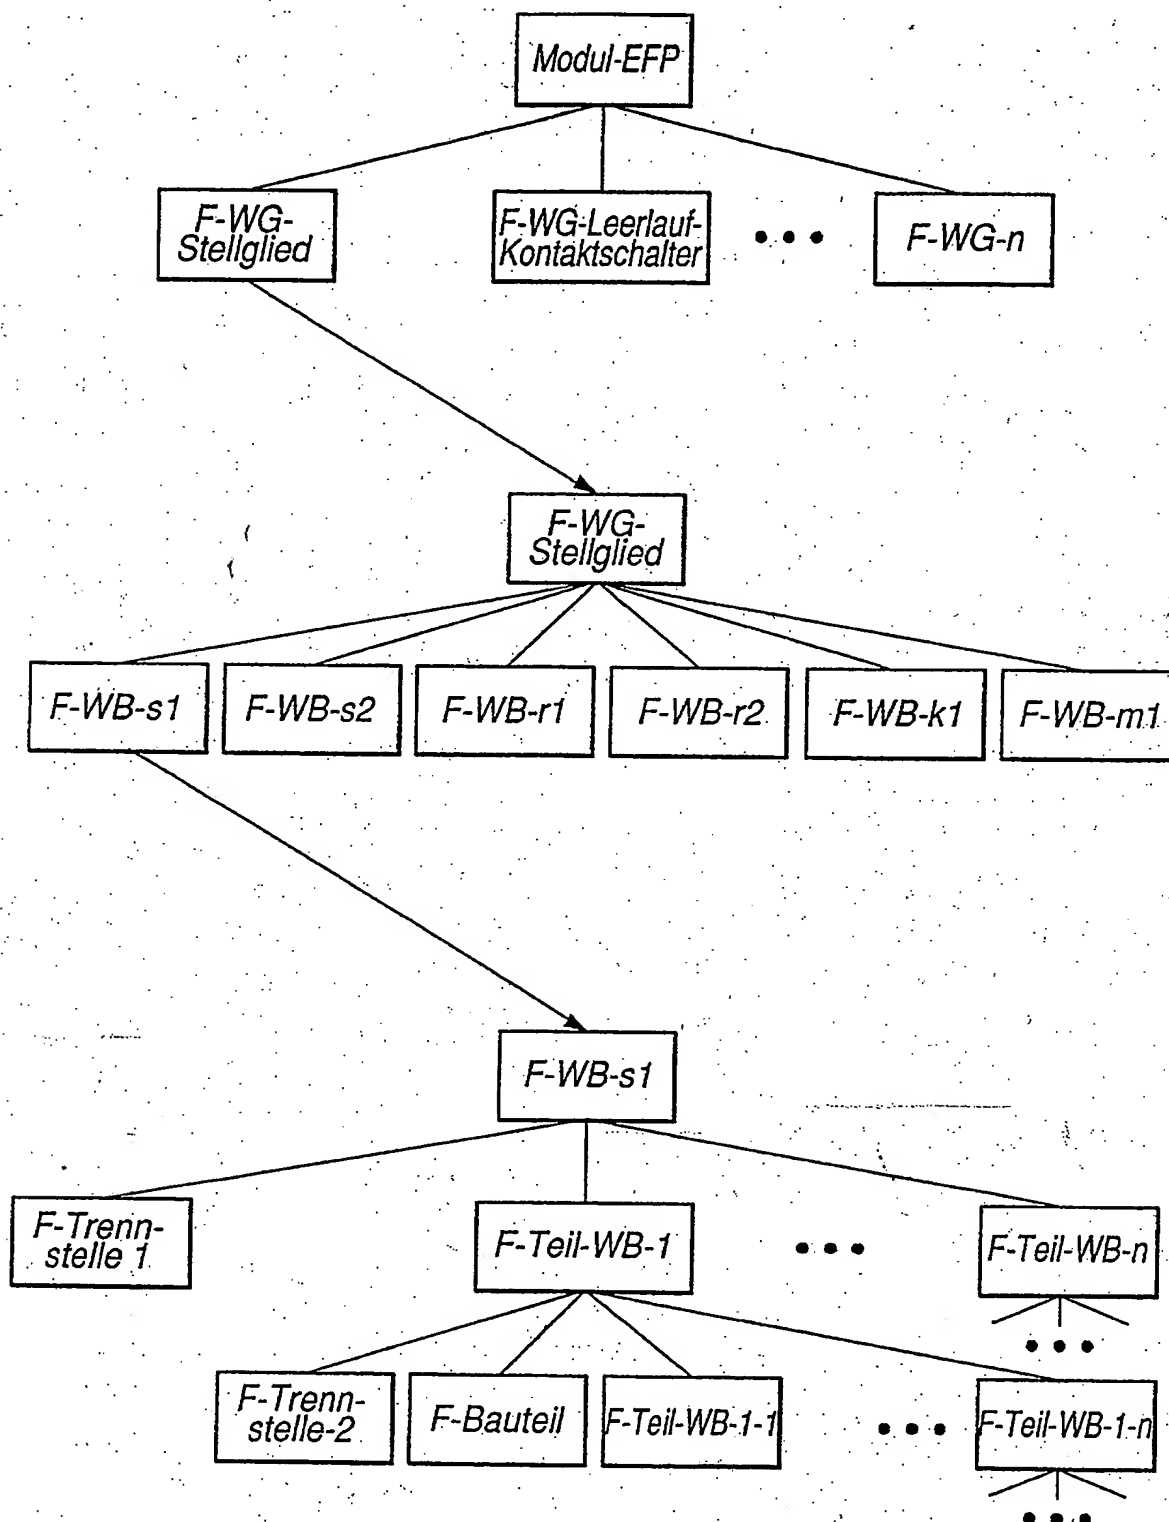 Modul-EFP
F-WG-
Stellglied
F-WG-Leerlauf-
Kontaktschalter
F-WG-n
F-WG-
Stellglied
F-WB-s1
F-WB-s2
F-WB-r1
F-WB-r2
F-WB-k1
F-WB-m1
F-WB-s1
F-Trenn-
stelle 1
F-Teil-WB-1
F-Teil-WB-n
F-Trenn-
stelle-2
F-Bauteil
F-Teil-WB-1-1
F-Teil-WB-1-n